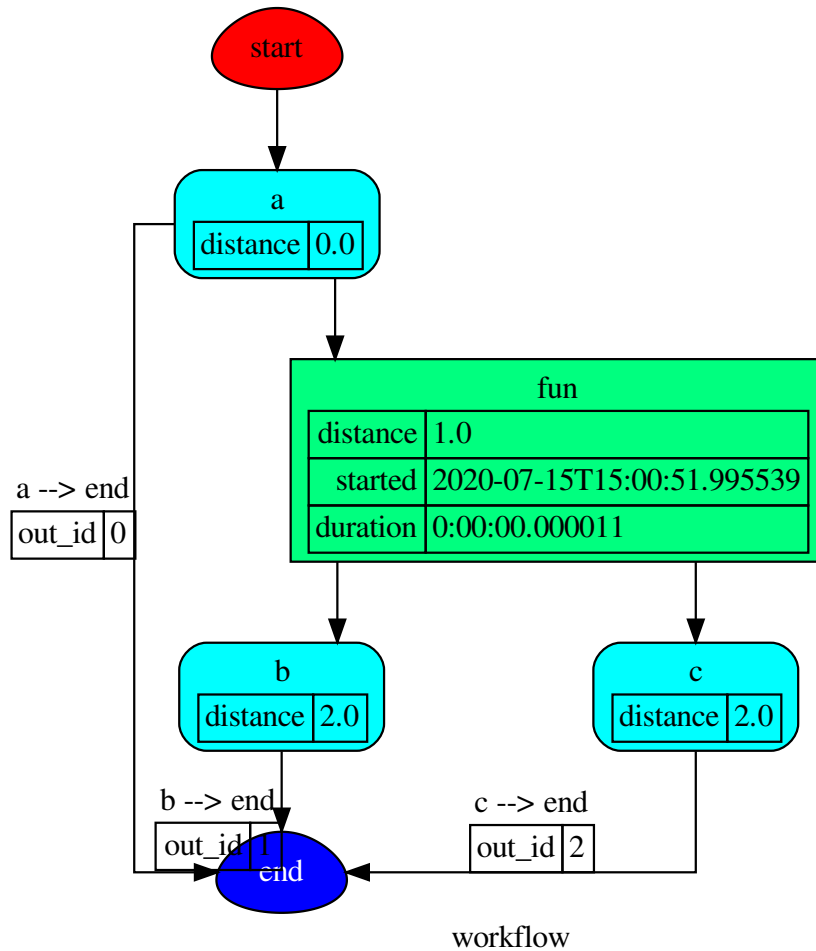 start
a
distance 0.0
fun
distance 1.0
started 2020-07-15T15:00:51.995539
duration 0:00:00.000011
a --> end
out_id 0
b
distance 2.0
c
distance 2.0
b --> end
out_id 1
c --> end
out_id 2
end
workflow